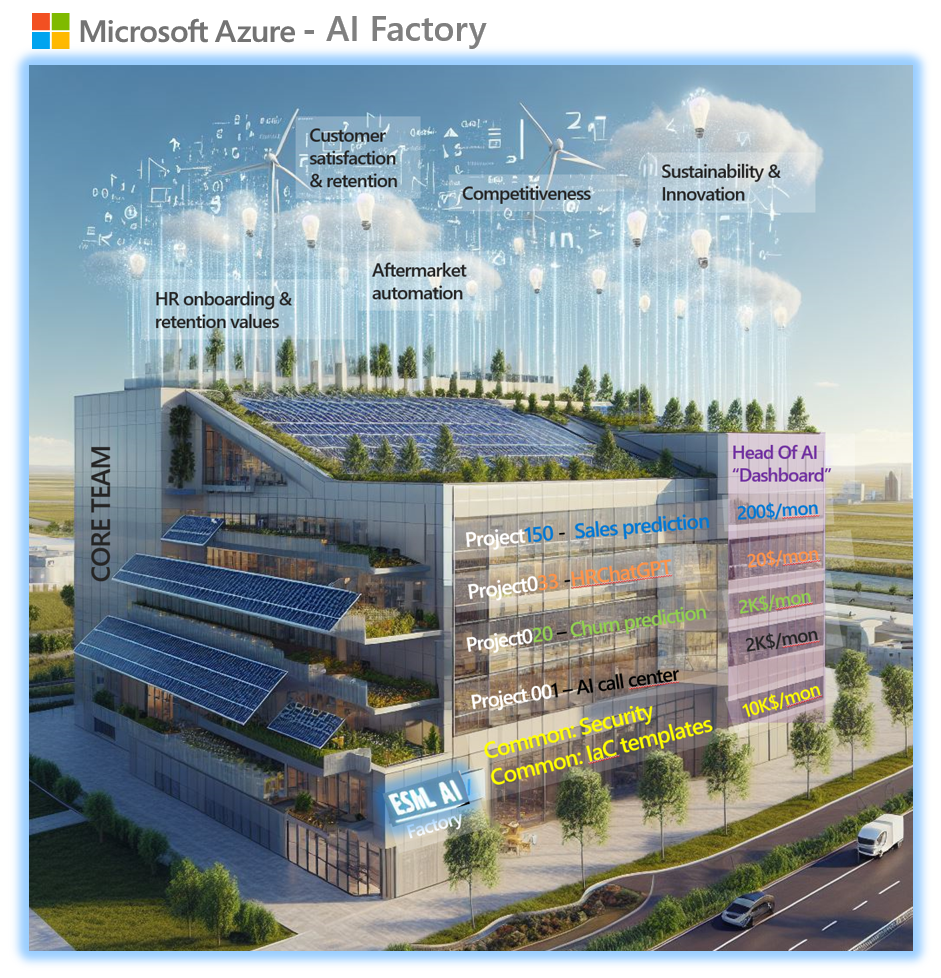 Microsoft Azure - AI Factory
Customer
satisfaction
& retention
Competitiveness
Sustainability &
Innovation
Aftermarket
automation
HR onboarding &
retention values
CORE TEAM
Head Of AI
“Dashboard”
Project150 - Sales prediction
200$/mon
Project033 -HRChatGPT
20$/mon
Project020 – Churn prediction
2K$/mon
Project 001 – AI call center
2K$/mon
Common: Security
Common: IaC templates
10K$/mon
ESML AI
Factory